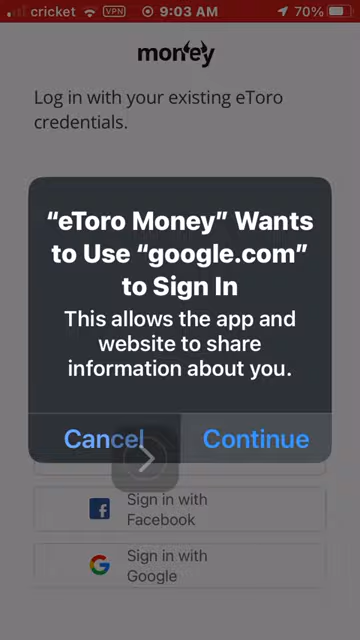 cricket VPN 9:03 AM 70%
money
Log in with your existing eToro
credentials.
“eToro Money” Wants
to Use “google.com”
to Sign In
This allows the app and
website to share
information about you.
Cancel Continue
Sign in with
Facebook
Sign in with
Google